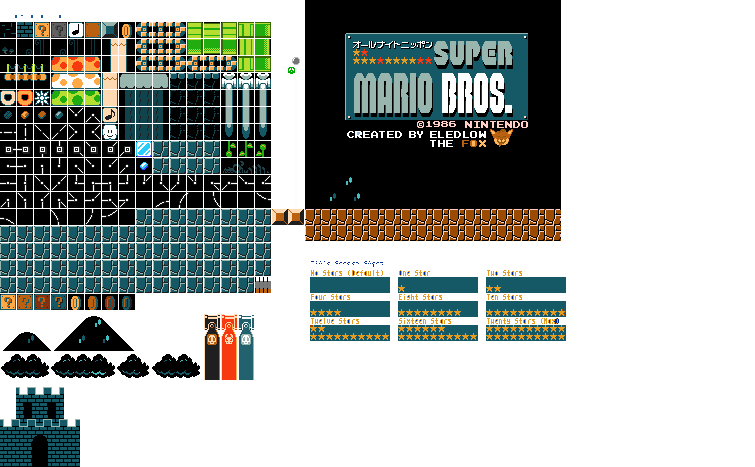 オールナイトニッポン
SUPER
MARIO BROS.
©1986 NINTENDO
CREATED BY ELEDLOW
THE FOX
No Stars (Default)
One Star
Two Stars
Four Stars
Eight Stars
Ten Stars
Twelve Stars
Sixteen Stars
Twenty Stars (Max)